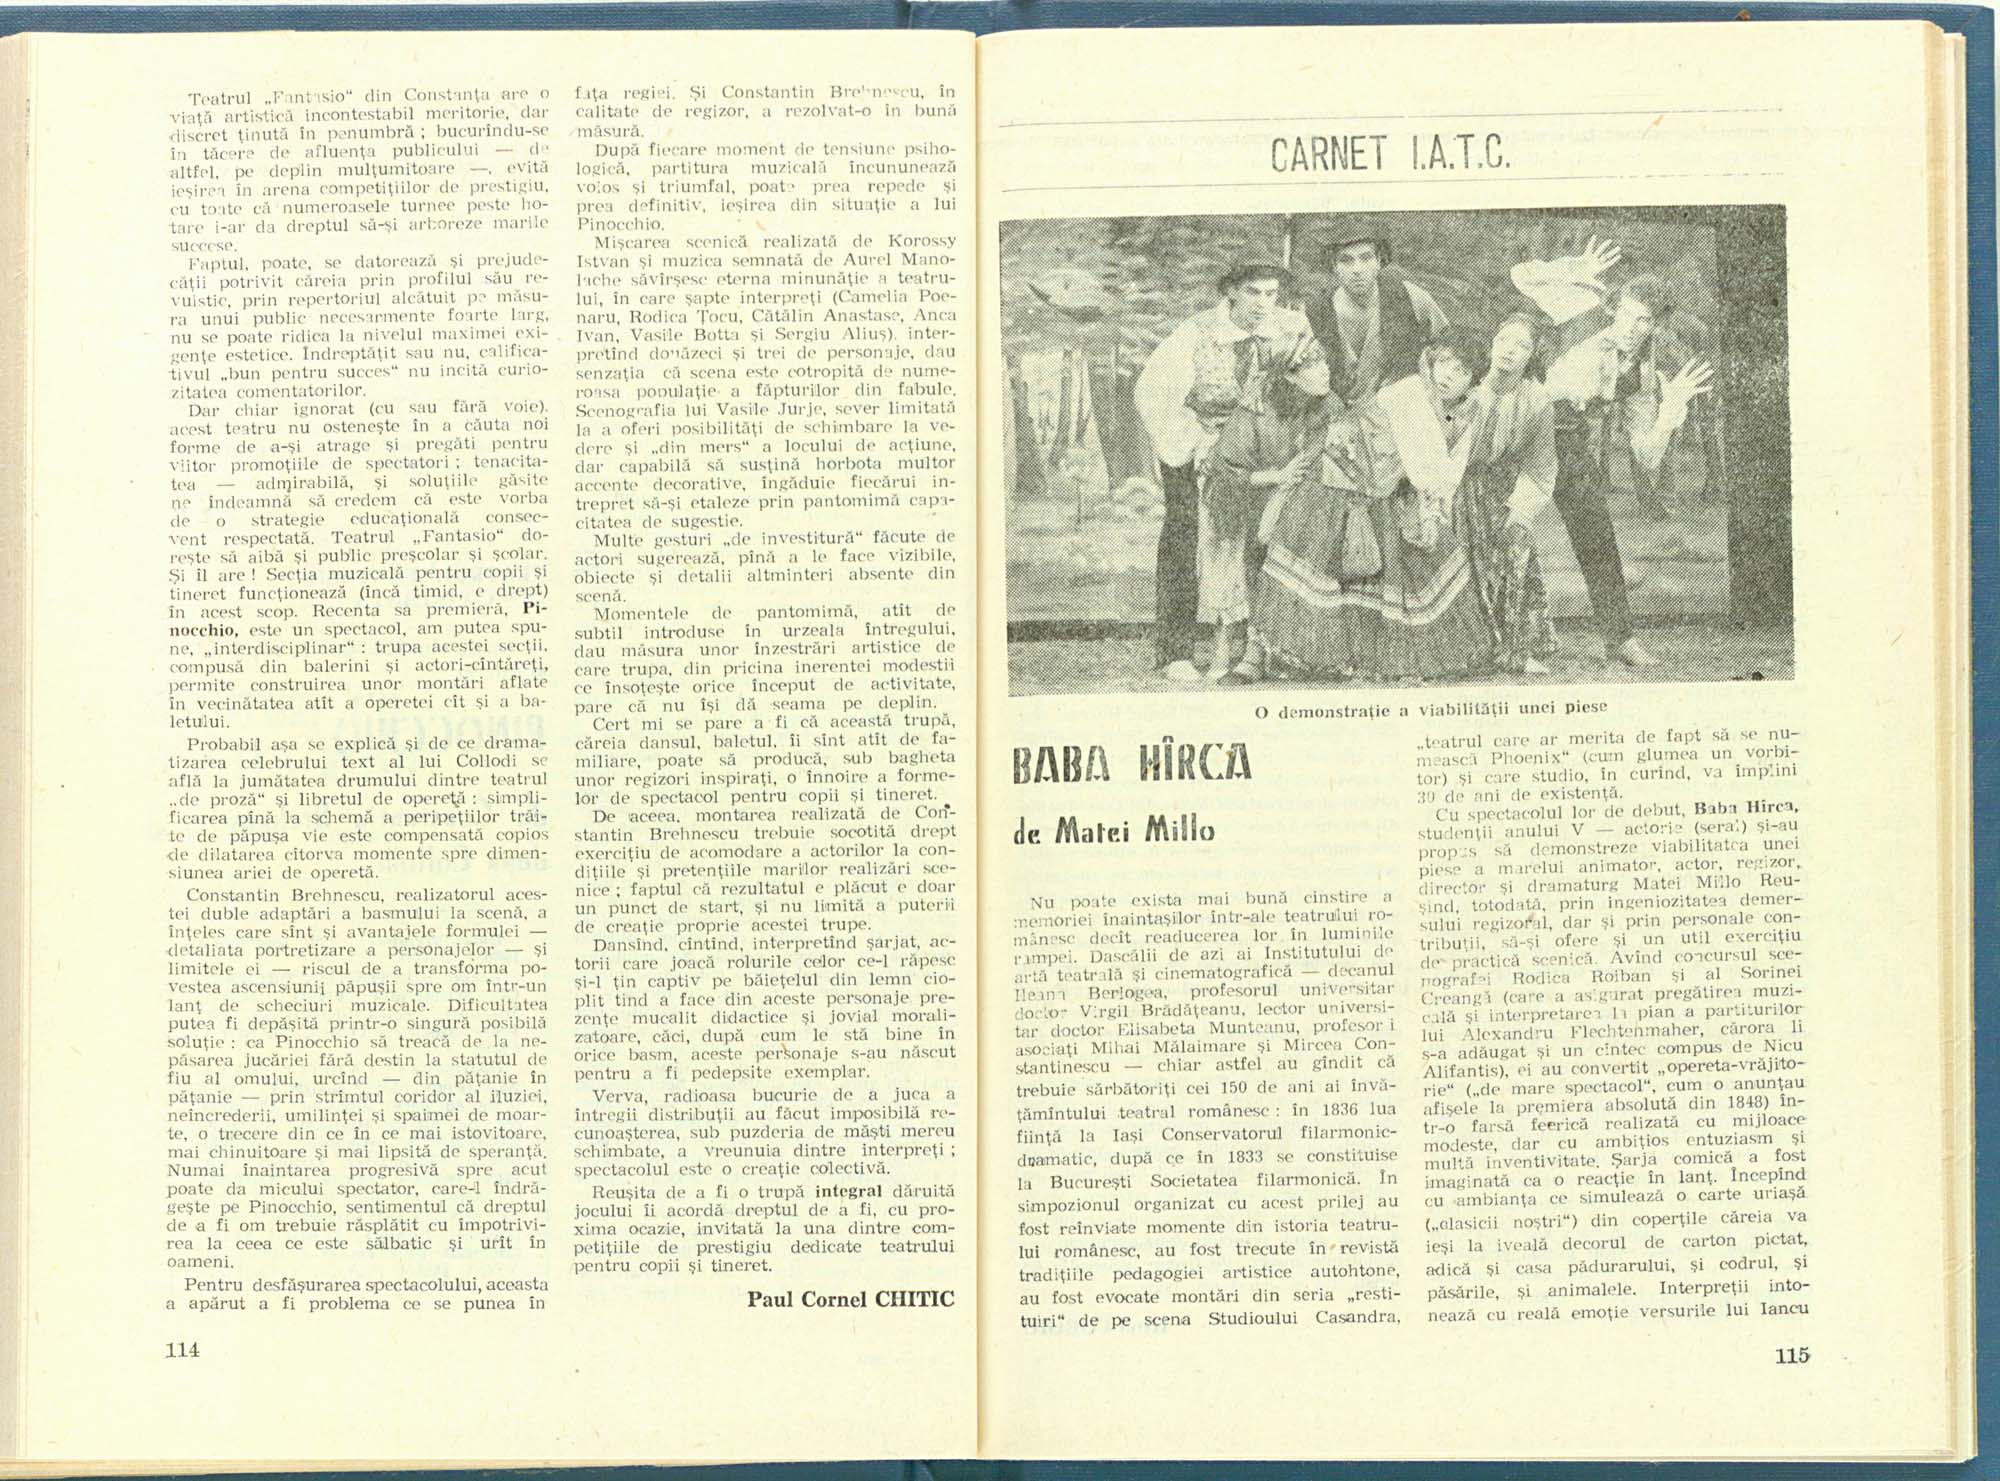 Teatrul „Fantasio“ din Constanța are o
viață artistică incontestabil meritorie, dar
discret ținută în penumbră ; bucurîndu-se
în tăcere de afluența publicului — de
altfel, pe deplin mulțumitoare —, evită
ieșirea în arena competițiilor de prestigiu,
cu toate că numeroasele turnee peste ho-
tare i-ar da dreptul să-și arboreze marile
succese.
Faptul, poate, se datorează și prejude-
cății potrivit căreia prin profilul său re-
vuistic, prin repertoriul alcătuit pe măsu-
ra unui public necesarmente foarte larg,
nu se poate ridica la nivelul maximei exi-
gențe estetice. Îndreptățit sau nu, califica-
tivul „bun pentru succes“ nu incită curio-
zitatea comentatorilor.
Dar chiar ignorat (cu sau fără voie),
acest teatru nu ostenește în a căuta noi
forme de a-și atrage și pregăti pentru
viitor promoțiile de spectatori ; tenacita-
tea — admirabilă, și soluțiile găsite
ne îndeamnă să credem că este vorba
de o strategie educațională consec-
vent respectată. Teatrul „Fantasio“ do-
rește să aibă și public preșcolar și școlar.
Și îl are ! Secția muzicală pentru copii și
tineret funcționează (încă timid, e drept)
în acest scop. Recenta sa premieră, Pi-
nocchio, este un spectacol, am putea spu-
ne, „interdisciplinar“ : trupa acestei secții,
compusă din balerini și actori-cîntăreți,
permite construirea unor montări aflate
în vecinătatea atît a operetei cît și a ba-
letului.
Probabil așa se explică și de ce drama-
tizarea celebrului text al lui Collodi se
află la jumătatea drumului dintre teatrul
„de proză“ și libretul de operetă : simpli-
ficarea pînă la schemă a peripețiilor trăi-
te de păpușa vie este compensată copios
de dilatarea cîtorva momente spre dimen-
siunea ariei de operetă.
Constantin Brehnescu, realizatorul aces-
tei duble adaptări a basmului la scenă, a
înțeles care sînt și avantajele formulei —
detaliata portretizare a personajelor — și
limitele ei — riscul de a transforma po-
vestea ascensiunii păpușii spre om într-un
lanț de scheciuri muzicale. Dificultatea
putea fi depășită printr-o singură posibilă
soluție : ca Pinocchio să treacă de la ne-
păsarea jucăriei fără destin la statutul de
fiu al omului, urcînd — din pățanie în
pățanie — prin strîmtul coridor al iluziei,
neîncrederii, umilinței și spaimei de moar-
te, o trecere din ce în ce mai istovitoare,
mai chinuitoare și mai lipsită de speranță.
Numai înaintarea progresivă spre acut
poate da micului spectator, care-l îndră-
gește pe Pinocchio, sentimentul că dreptul
de a fi om trebuie răsplătit cu împotrivi-
rea la ceea ce este sălbatic și urît în
oameni.
Pentru desfășurarea spectacolului, aceasta
a apărut a fi problema ce se punea în
114
fața regiei. Și Constantin Brehnescu, în
calitate de regizor, a rezolvat-o în bună
măsură.
După fiecare moment de tensiune psiho-
logică, partitura muzicală încununează
voios și triumfal, poate prea repede și
prea definitiv, ieșirea din situație a lui
Pinocchio.
Mișcarea scenică realizată de Korossy
Istvan și muzica semnată de Aurel Mano-
lache săvîrșesc eterna minunăție a teatru-
lui, în care șapte interpreți (Camelia Poe-
naru, Rodica Țocu, Cătălin Anastase, Anca
Ivan, Vasile Botta și Sergiu Aliuș), inter-
pretînd douăzeci și trei de personaje, dau
senzația că scena este cotropită de nume-
roasa populație a făpturilor din fabule.
Scenografia lui Vasile Jurje, sever limitată
la a oferi posibilități de schimbare la ve-
dere și „din mers“ a locului de acțiune,
dar capabilă să susțină horbota multor
accente decorative, îngăduie fiecărui in-
trepret să-și etaleze prin pantomimă capa-
citatea de sugestie.
Multe gesturi „de investitură“ făcute de
actori sugerează, pînă a le face vizibile,
obiecte și detalii altminteri absente din
scenă.
Momentele de pantomimă, atît de
subtil introduse în urzeala întregului,
dau măsura unor înzestrări artistice de
care trupa, din pricina inerentei modestii
ce însoțește orice început de activitate,
pare că nu își dă seama pe deplin.
Cert mi se pare a fi că această trupă,
căreia dansul, baletul, îi sînt atît de fa-
miliare, poate să producă, sub bagheta
unor regizori inspirați, o înnoire a forme-
lor de spectacol pentru copii și tineret.
De aceea, montarea realizată de Con-
stantin Brehnescu trebuie socotită drept
exercițiu de acomodare a actorilor la con-
dițiile și pretențiile marilor realizări sce-
nice ; faptul că rezultatul e plăcut e doar
un punct de start, și nu limită a puterii
de creație proprie acestei trupe.
Dansînd, cîntînd, interpretînd șarjat, ac-
torii care joacă rolurile celor ce-l răpesc
și-l țin captiv pe băiețelul din lemn cio-
plit tind a face din aceste personaje pre-
zențe mucalit didactice și jovial morali-
zatoare, căci, după cum le stă bine în
orice basm, aceste personaje s-au născut
pentru a fi pedepsite exemplar.
Verva, radioasa bucurie de a juca a
întregii distribuții au făcut imposibilă re-
cunoașterea, sub puzderia de măști mereu
schimbate, a vreunuia dintre interpreți ;
spectacolul este o creație colectivă.
Reușita de a fi o trupă integral dăruită
jocului îi acordă dreptul de a fi, cu pro-
xima ocazie, invitată la una dintre com-
petițiile de prestigiu dedicate teatrului
pentru copii și tineret.
Paul Cornel CHITIC
CARNET I.A.T.C.
O demonstrație a viabilității unei piese
BABA HÎRCA
de Matei Millo
Nu poate exista mai bună cinstire a
memoriei înaintașilor într-ale teatrului ro-
mânesc decît readucerea lor în luminile
rampei. Dascălii de azi ai Institutului de
artă teatrală și cinematografică — decanul
Ileana Berlogea, profesorul universitar
doctor Virgil Brădățeanu, lector universi-
tar doctor Elisabeta Munteanu, profesori
asociați Mihai Mălaimare și Mircea Con-
stantinescu — chiar astfel au gîndit că
trebuie sărbătoriți cei 150 de ani ai învă-
țămîntului teatral românesc : în 1836 lua
ființă la Iași Conservatorul filarmonic-
dramatic, după ce în 1833 se constituise
la București Societatea filarmonică. În
simpozionul organizat cu acest prilej au
fost reînviate momente din istoria teatru-
lui românesc, au fost trecute în revistă
tradițiile pedagogiei artistice autohtone,
au fost evocate montări din seria „resti-
tuiri“ de pe scena Studioului Casandra,
„teatrul care ar merita de fapt să se nu-
mească Phoenix“ (cum glumea un vorbi-
tor) și care studio, în curînd, va împlini
30 de ani de existență.
Cu spectacolul lor de debut, Baba Hîrca,
studenții anului V — actorie (seral) și-au
propus să demonstreze viabilitatea unei
piese a marelui animator, actor, regizor,
director și dramaturg Matei Millo Reu-
șind, totodată, prin ingeniozitatea demer-
sului regizoral, dar și prin personale con-
tribuții, să-și ofere și un util exercițiu
de practică scenică. Avînd concursul sce-
nografei Rodica Roiban și al Sorinei
Creangă (care a asigurat pregătirea muzi-
cală și interpretarea la pian a partiturilor
lui Alexandru Flechtenmaher, cărora li
s-a adăugat și un cîntec compus de Nicu
Alifantis), ei au convertit „opereta-vrăjito-
rie“ („de mare spectacol“, cum o anunțau
afișele la premiera absolută din 1848) în-
tr-o farsă feerică realizată cu mijloace
modeste, dar cu ambițios entuziasm și
multă inventivitate. Șarja comică a fost
imaginată ca o reacție în lanț. Începînd
cu ambianța ce simulează o carte uriașă
(„clasicii noștri“) din coperțile căreia va
ieși la iveală decorul de carton pictat,
adică și casa pădurarului, și codrul, și
păsările, și animalele. Interpreții into-
nează cu reală emoție versurile lui Iancu
115